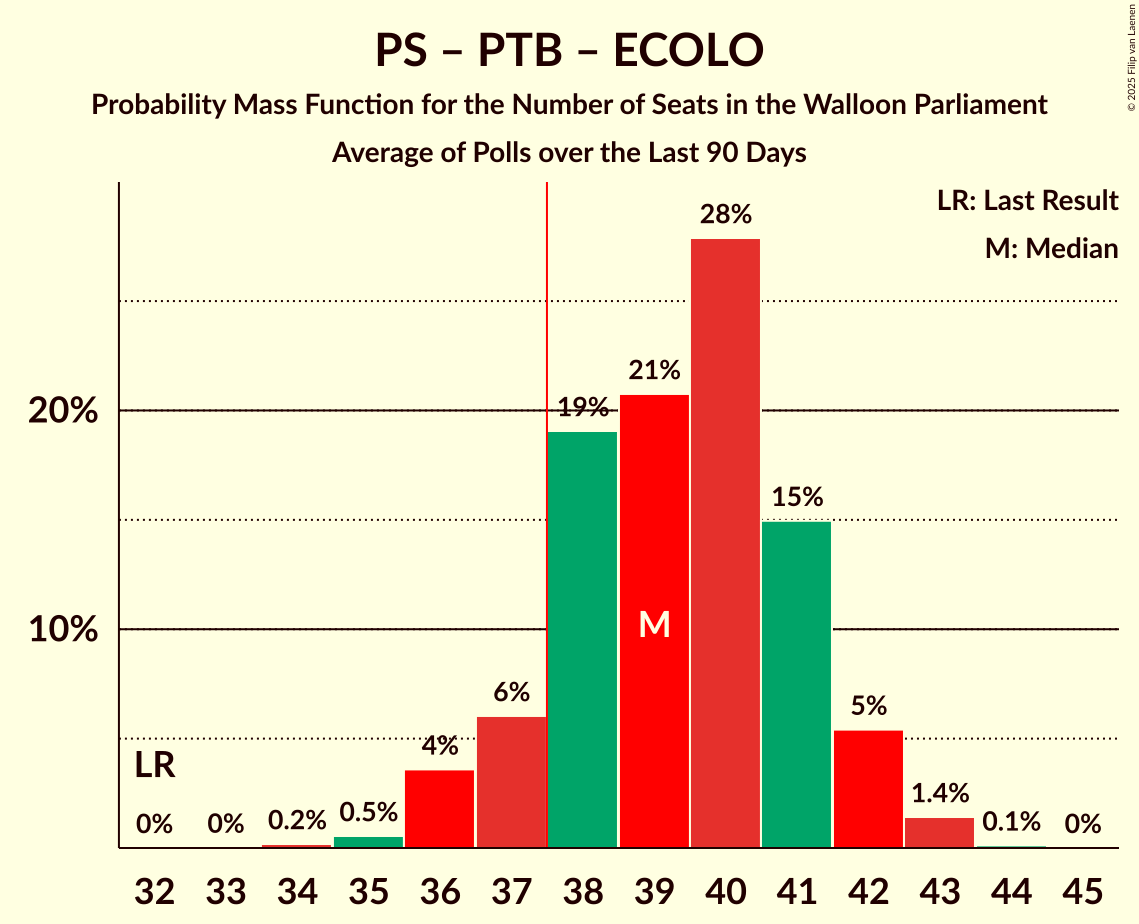 PS – PTB – ECOLO
Probability Mass Function for the Number of Seats in the Walloon Parliament
Average of Polls over the Last 90 Days
© 2025 Filip van Laenen
LR: Last Result
M: Median
28%
21%
20%
19%
15%
M
10%
6%
5%
4%
LR
0% 0% 0.2% 0.5% 1.4% 0.1% 0%
32 33 34 35 36 37 38 39 40 41 42 43 44 45